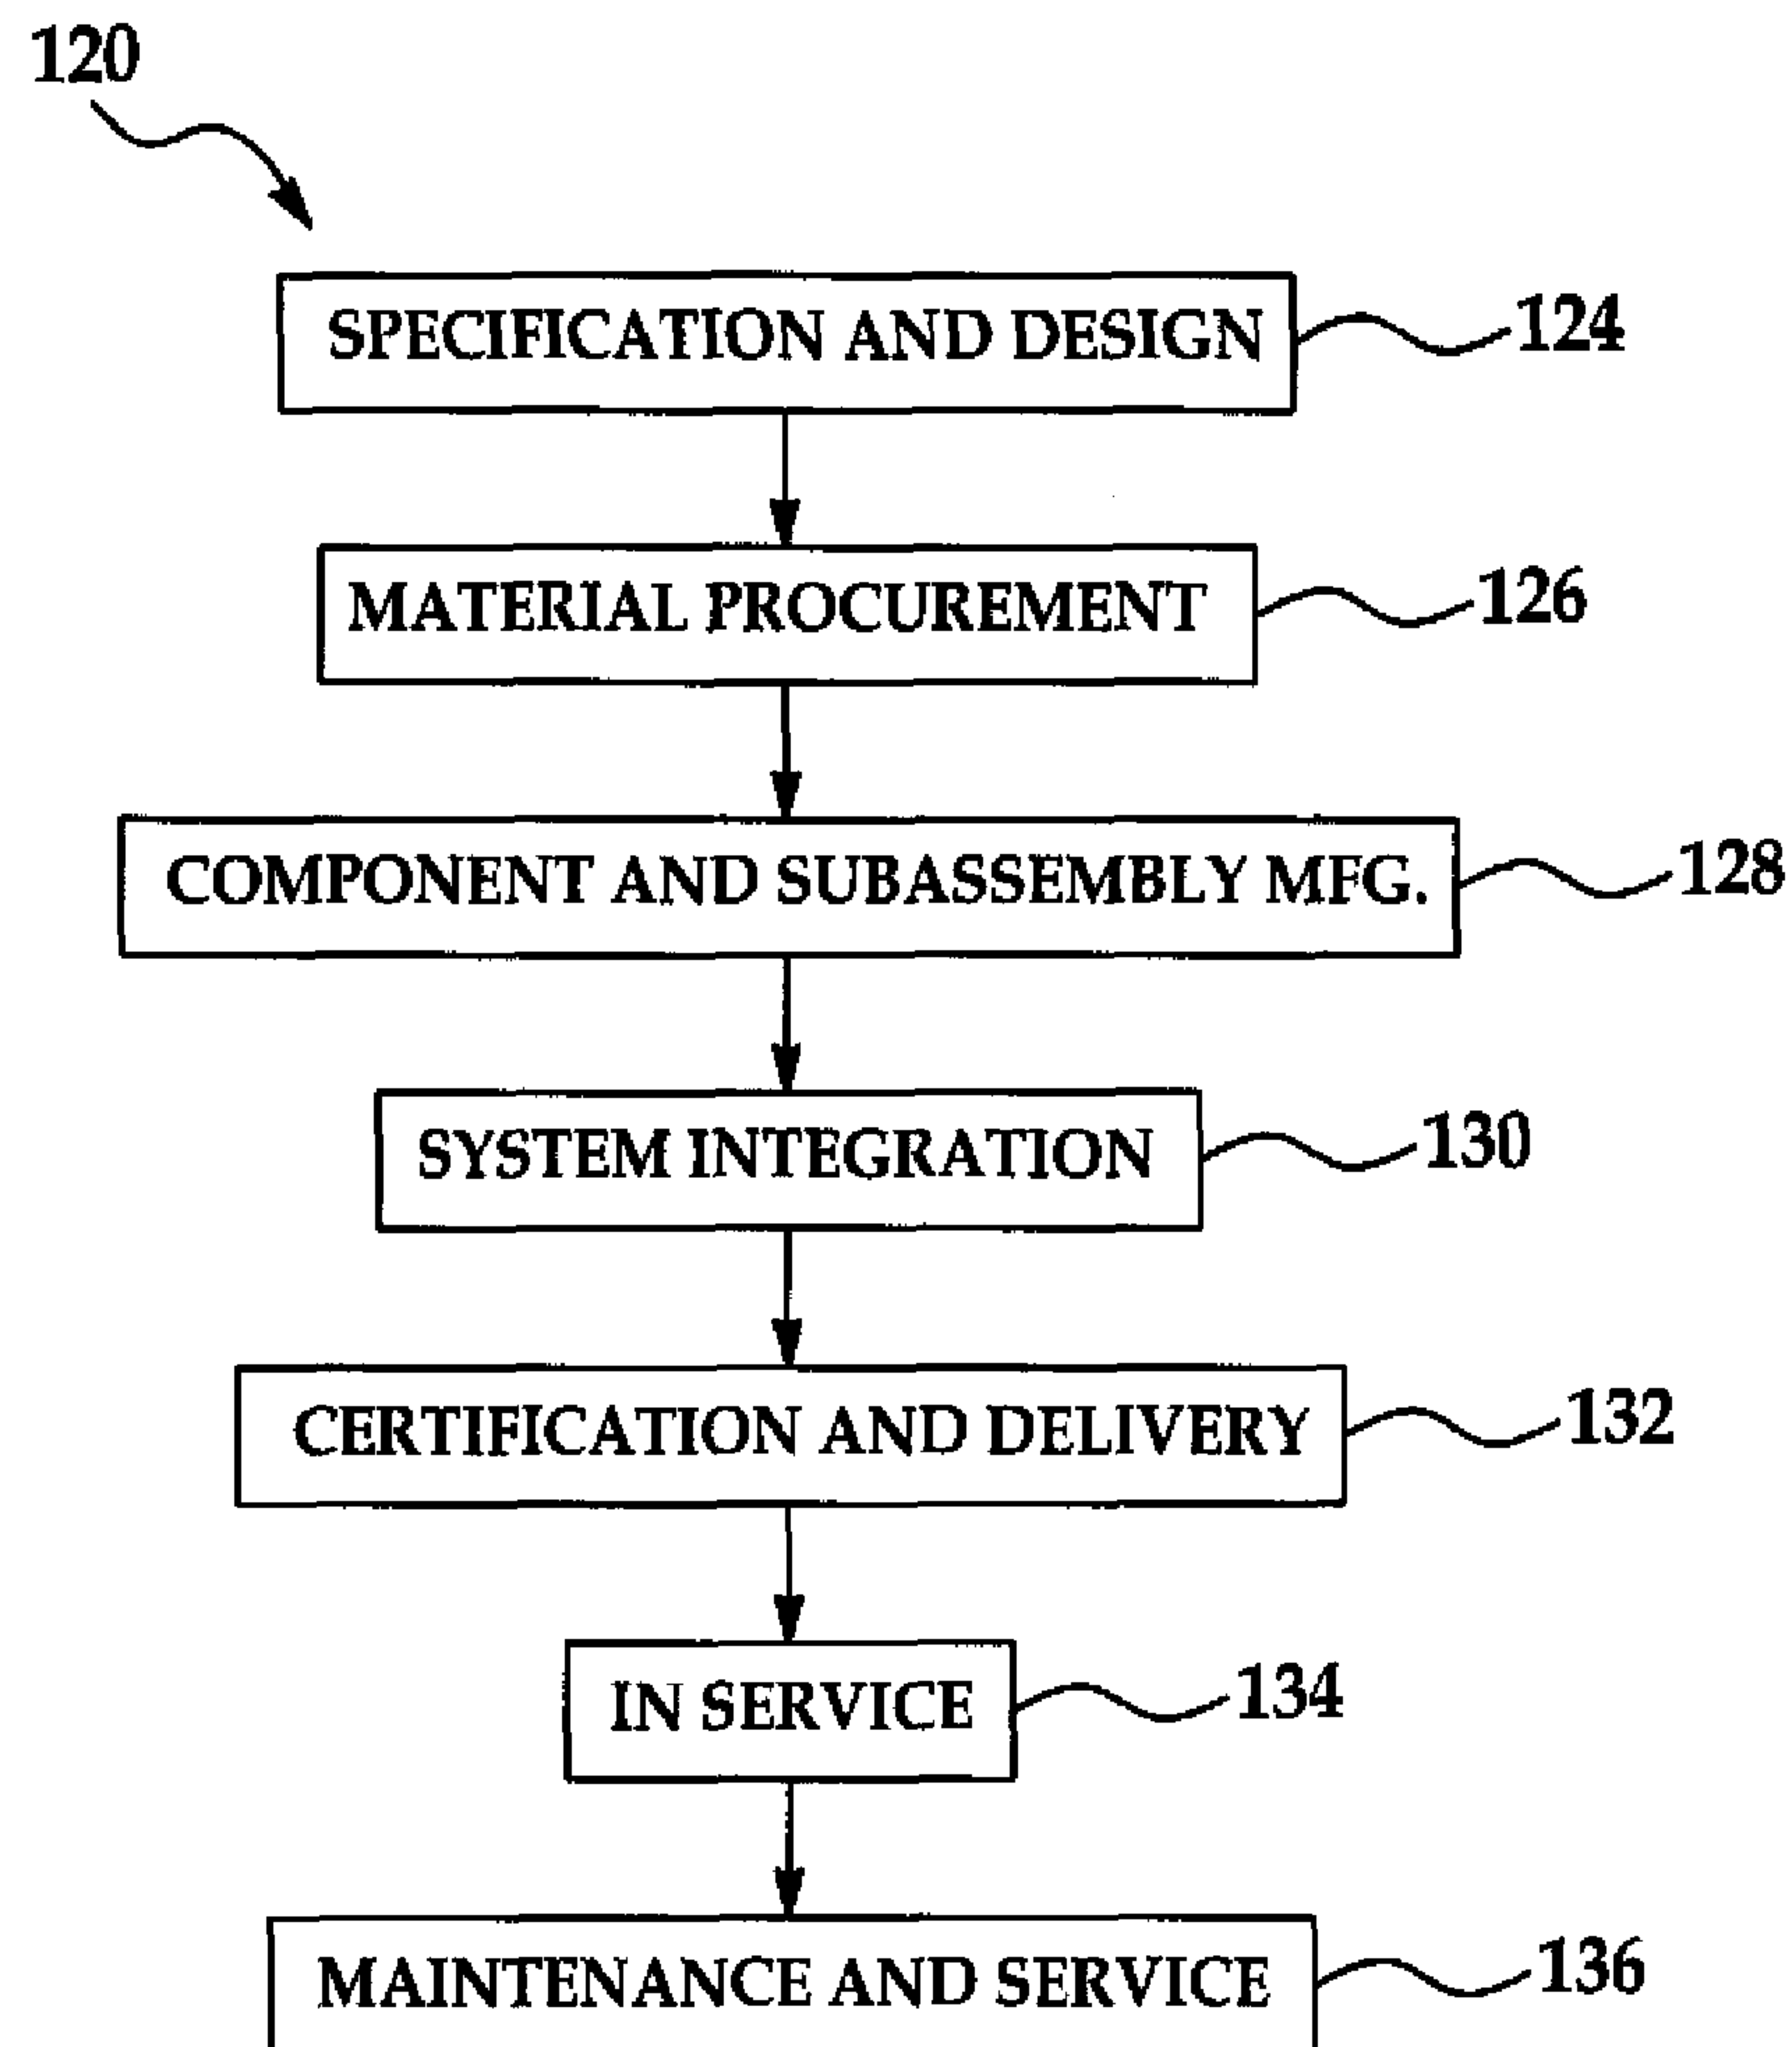 120
SPECIFICATION AND DESIGN 124
MATERIAL PROCUREMENT 126
COMPONENT AND SUBASSEMBLY MFG. 128
SYSTEM INTEGRATION 130
CERTIFICATION AND DELIVERY 132
IN SERVICE 134
MAINTENANCE AND SERVICE 136